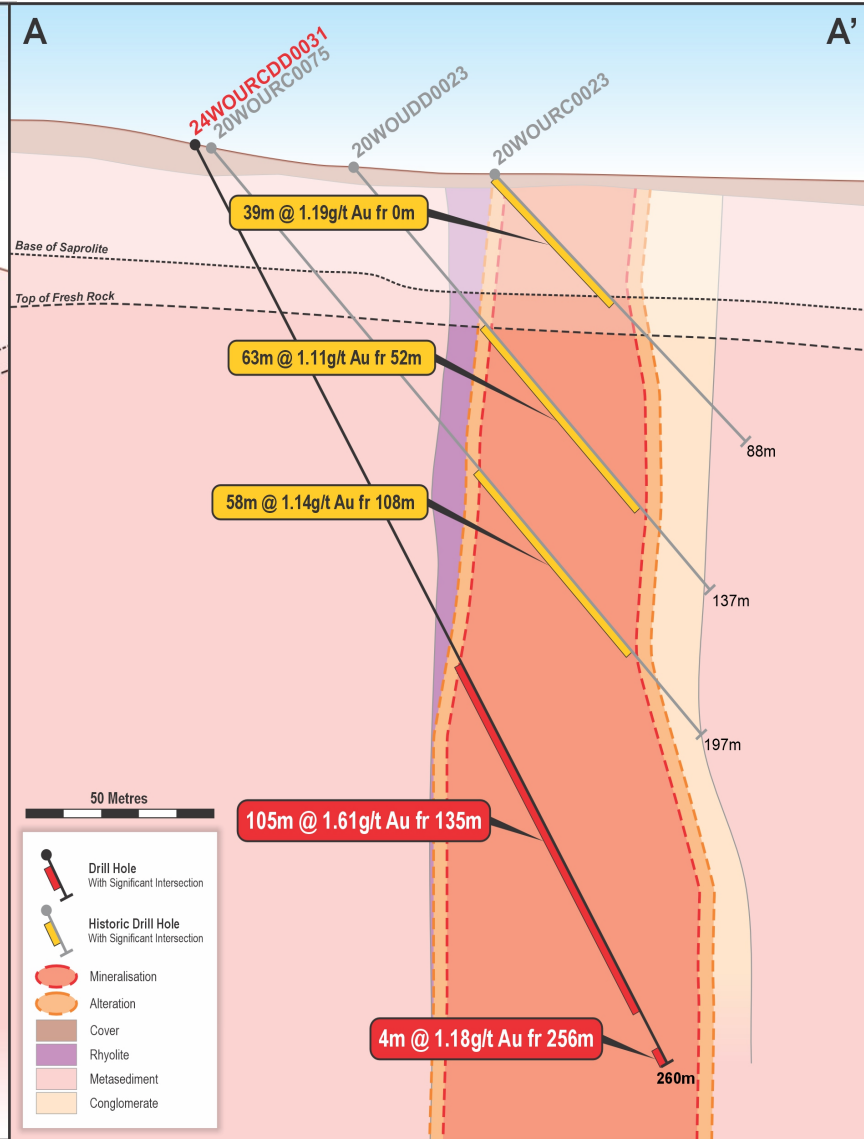 A
A'
24WOURCDD0031
20WOURC0075
20WOUDD0023
20WOURC0023
39m @ 1.19g/t Au fr 0m
Base of Saprolite
Top of Fresh Rock
63m @ 1.11g/t Au fr 52m
88m
58m @ 1.14g/t Au fr 108m
137m
197m
50 Metres
105m @ 1.61g/t Au fr 135m
Drill Hole
With Significant Intersection
Historic Drill Hole
With Significant Intersection
Mineralisation
Alteration
Cover
Rhyolite
Metasediment
Conglomerate
4m @ 1.18g/t Au fr 256m
260m